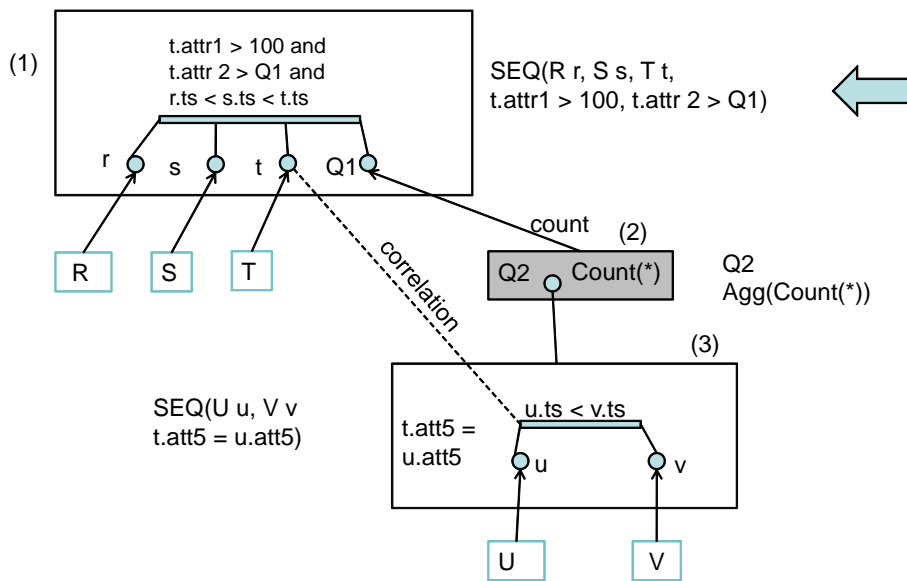 (1)
t.attr1 > 100 and
t.attr 2 > Q1 and
r.ts < s.ts < t.ts
r
s
t
Q1
SEQ(R r, S s, T t,
t.attr1 > 100, t.attr 2 > Q1)
R
S
T
count
correlation
(2)
Q2 Count(*)
Q2
Agg(Count(*))
(3)
SEQ(U u, V v
t.att5 = u.att5)
u.ts < v.ts
t.att5 =
u.att5
u
v
U
V